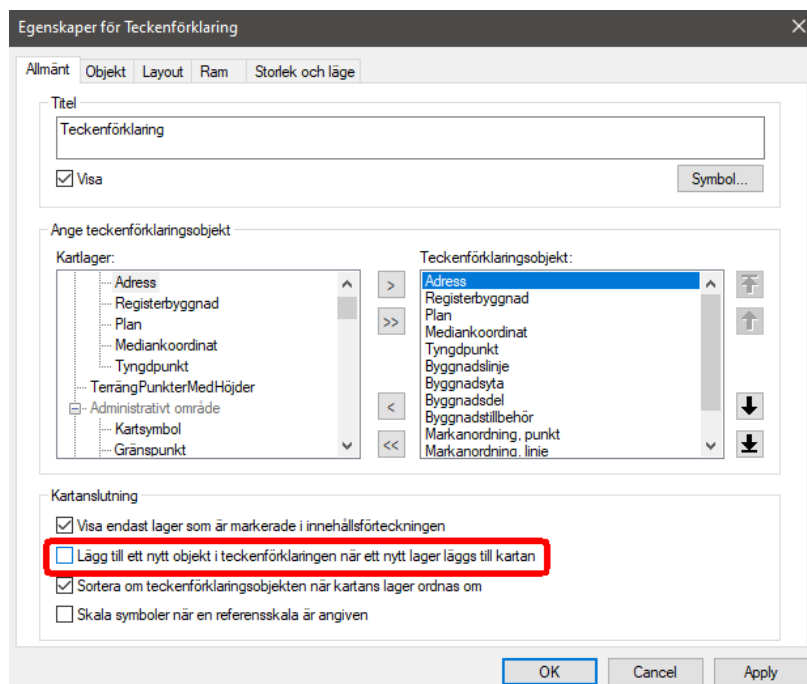 Egenskaper för Teckenförklaring
Allmänt Objekt Layout Ram Storlek och läge
Titel
Teckenförklaring
Visa
Symbol...
Ange teckenförklaringsobjekt
Kartlager:
Adress
Registerbyggnad
Plan
Mediankoordinat
Tyngdpunkt
TerrängPunkterMedHöjder
Administrativt område
Kartsymbol
Gränspunkt
>
>>
<
<<
Teckenförklaringsobjekt:
Adress
Registerbyggnad
Plan
Mediankoordinat
Tyngdpunkt
Byggnadslinje
Byggnadsyta
Byggnadsdel
Byggnadstillbehör
Markanordning, punkt
Markanordning, linie
Kartanslutning
Visa endast lager som är markerade i innehållsförteckningen
Lägg till ett nytt objekt i teckenförklaringen när ett nytt lager läggs till kartan
Sortera om teckenförklaringsobjekten när kartans lager ordnas om
Skala symboler när en referensskala är angiven
OK Cancel Apply